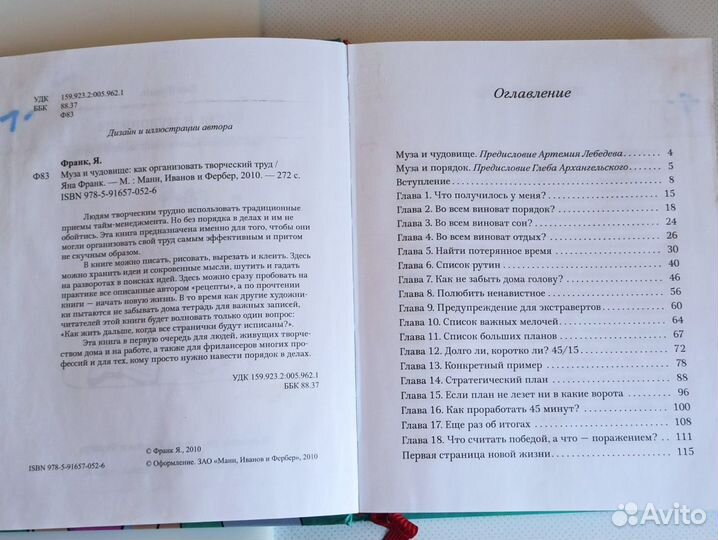 УДК 159.923.2:005.962.1
ББК 88.37
Ф83
Дизайн и иллюстрации автора
Франк, Я.
Ф83 Муза и чудовище: как организовать творческий труд /
Яна Франк. — М. : Манн, Иванов и Фербер, 2010. — 272 с.
ISBN 978-5-91657-052-6
Людям творческим трудно использовать традиционные
приемы тайм-менеджмента. Но без порядка в делах и им не
обойтись. Эта книга предназначена именно для того, чтобы они
могли организовать свой труд самым эффективным и притом
не скучным образом.
В книге можно писать, рисовать, вырезать и клеить. Здесь
можно хранить идеи и сокровенные мысли, шутить и гадать
на разворотах в поисках идей. Здесь можно сразу пробовать на
практике все описанные автором «рецепты», а по прочтении
книги — начать новую жизнь. В то время как другие художни-
ки пытаются не забывать дома тетрадь для важных записей,
читателей этой книги будет волновать только один вопрос:
«Как жить дальше, когда все странички будут исписаны?».
Эта книга в первую очередь для людей, живущих творче-
ством дома и на работе, а также для фрилансеров многих про-
фессий и для тех, кому просто нужно навести порядок в делах.
УДК 159.923.2:005.962.1
ББК 88.37
© Франк Я., 2010
ISBN 978-5-91657-052-6 © Оформление. ЗАО «Манн, Иванов и Фербер», 2010
Оглавление
Муза и чудовище. Предисловие Артемия Лебедева 4
Муза и порядок. Предисловие Глеба Архангельского 5
Вступление 8
Глава 1. Что получилось у меня? 15
Глава 2. Во всем виноват порядок? 18
Глава 3. Во всем виноват сон? 24
Глава 4. Во всем виноват отдых? 26
Глава 5. Найти потерянное время 30
Глава 6. Список рутин 40
Глава 7. Как не забыть дома голову? 46
Глава 8. Полюбить ненавистное 56
Глава 9. Предупреждение для экстравертов 60
Глава 10. Список важных мелочей 64
Глава 11. Список больших планов 67
Глава 12. Долго ли, коротко ли? 45/15 72
Глава 13. Конкретный пример 78
Глава 14. Стратегический план 88
Глава 15. Если план не лезет ни в какие ворота 96
Глава 16. Как проработать 45 минут? 100
Глава 17. Еще раз об итогах 108
Глава 18. Что считать победой, а что — поражением? 111
Первая страница новой жизни 115
Avito